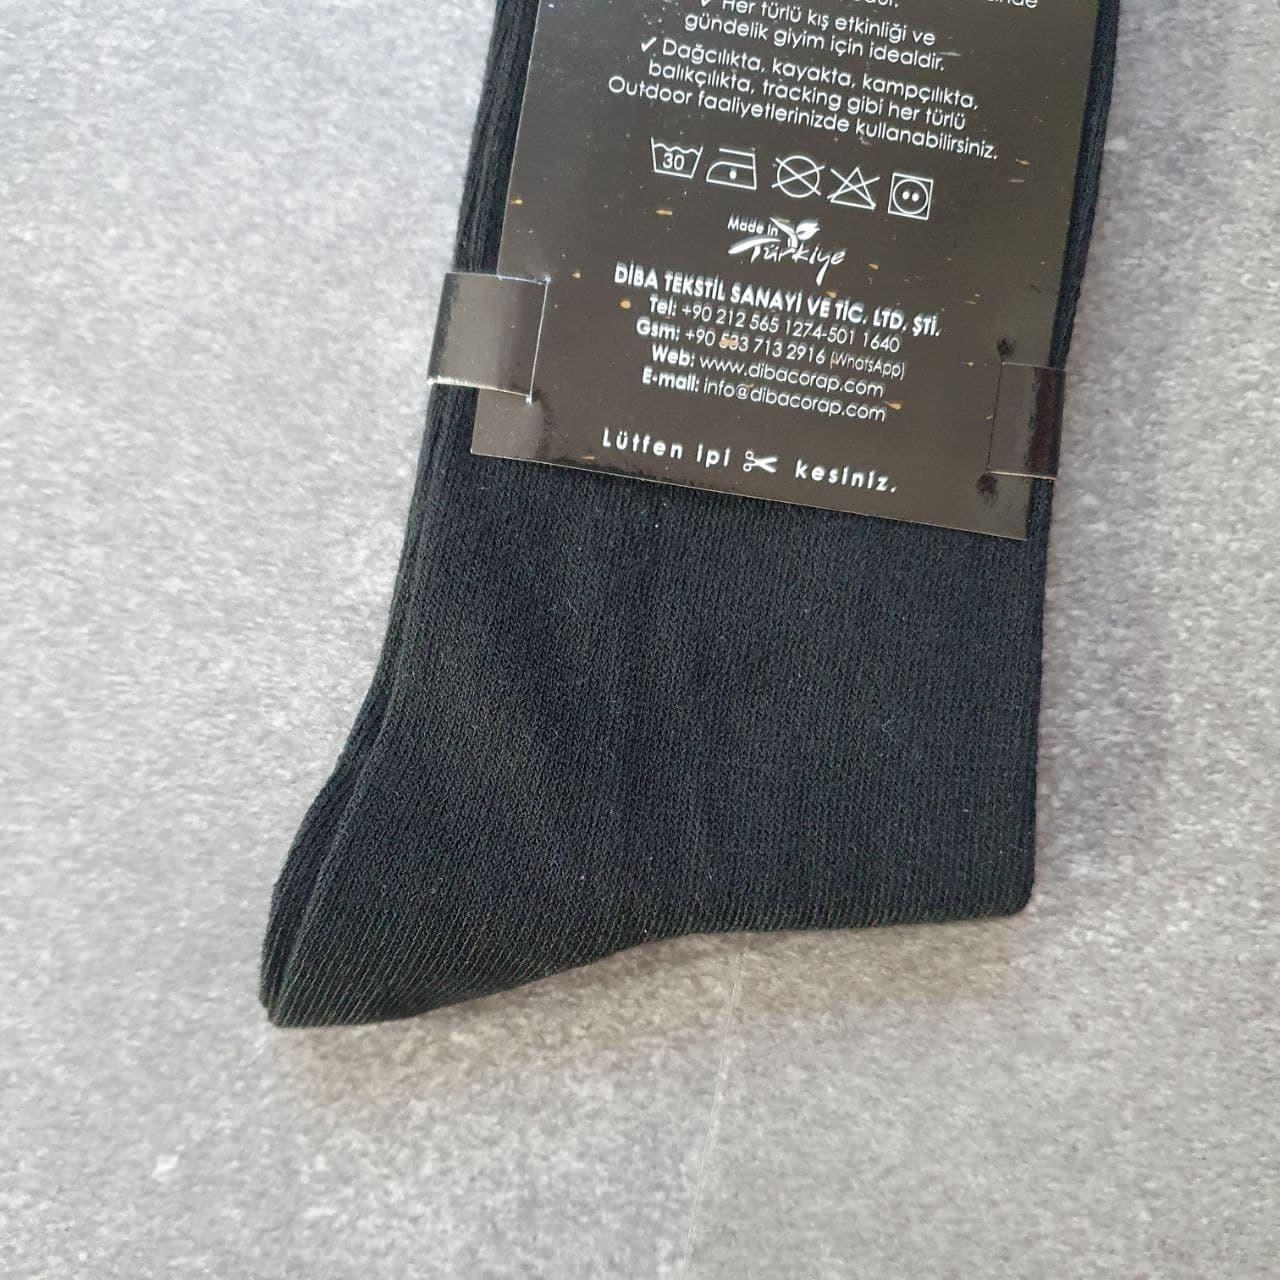 ✓ Her türlü kış etkinliği ve
gündelik giyim için idealdir.
✓ Dağcılıkta, kayakta, kampçılıkta,
balıkçılıkta, tracking gibi her türlü
Outdoor faaliyetlerinizde kullanabilirsiniz.
30
Made in
Türkiye
DİBA TEKSTİL SANAYİ VE TİC. LTD. ŞTİ.
Tel: +90 212 565 1274-501 1640
Gsm: +90 533 713 2916 (WhatsApp)
Web: www.dibacorap.com
E-mail: info@dibacorap.com
Lütfen ipi kesiniz.